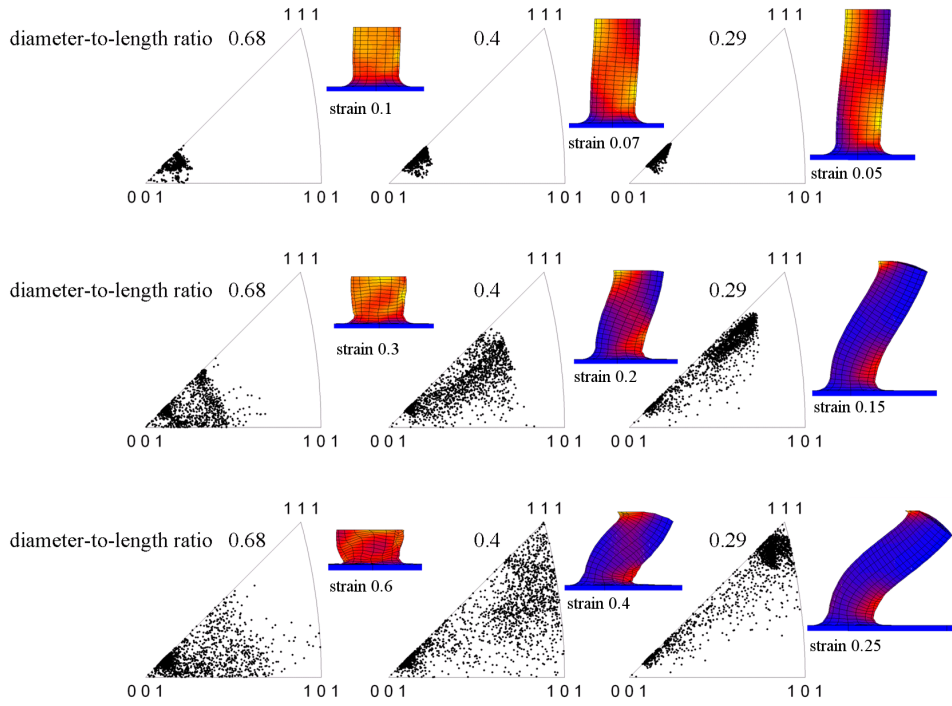 1 1 1 1 1 1 1 1 1
diameter-to-length ratio 0.68 0.4 0.29
strain 0.1 strain 0.07 strain 0.05
0 0 1 1 0 1 0 0 1 1 0 1 0 0 1 1 0 1
1 1 1 1 1 1 1 1 1
diameter-to-length ratio 0.68 0.4 0.29
strain 0.3 strain 0.2 strain 0.15
0 0 1 1 0 1 0 0 1 1 0 1 0 0 1 1 0 1
1 1 1 1 1 1 1 1 1
diameter-to-length ratio 0.68 0.4 0.29
strain 0.6 strain 0.4 strain 0.25
0 0 1 1 0 1 0 0 1 1 0 1 0 0 1 1 0 1